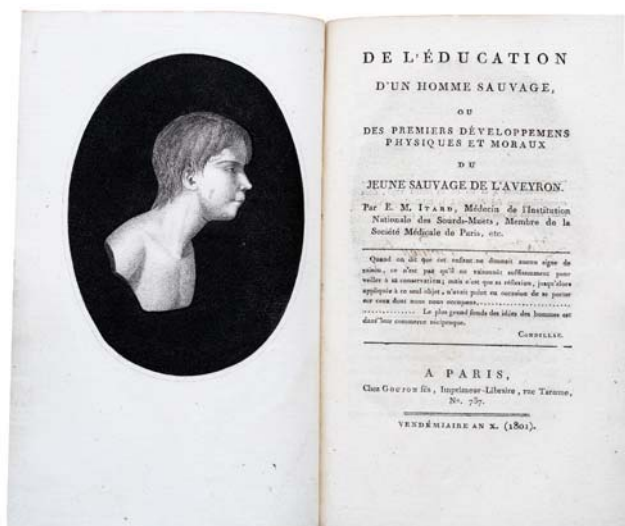 DE L'ÉDUCATION
D'UN HOMME SAUVAGE,
OU
DES PREMIERS DÉVELOPPEMENS
PHYSIQUES ET MORAUX
DU
JEUNE SAUVAGE DE L'AVEYRON.
Par E. M. ITARD, Médecin de l'Institution
Nationale des Sourds-Muets, Membre de la
Société Médicale de Paris, etc.
Quand on dit que cet enfant ne donnait aucun signe de
raison, ce n'est pas qu'il ne raisonnât suffisamment pour
veiller à sa conservation; mais c'est que sa réflexion, jusqu'alors
appliquée à ce seul objet, n'avait point eu occasion de se porter
sur ceux dont nous nous occupons.....................
................ Le plus grand fonds des idées des hommes est
dans leur commerce réciproque.
CONDILLAC.
A PARIS,
Chez GOUJON fils, Imprimeur-Libraire, rue Taranne,
N°. 737.
VENDÉMIAIRE AN X. (1801).